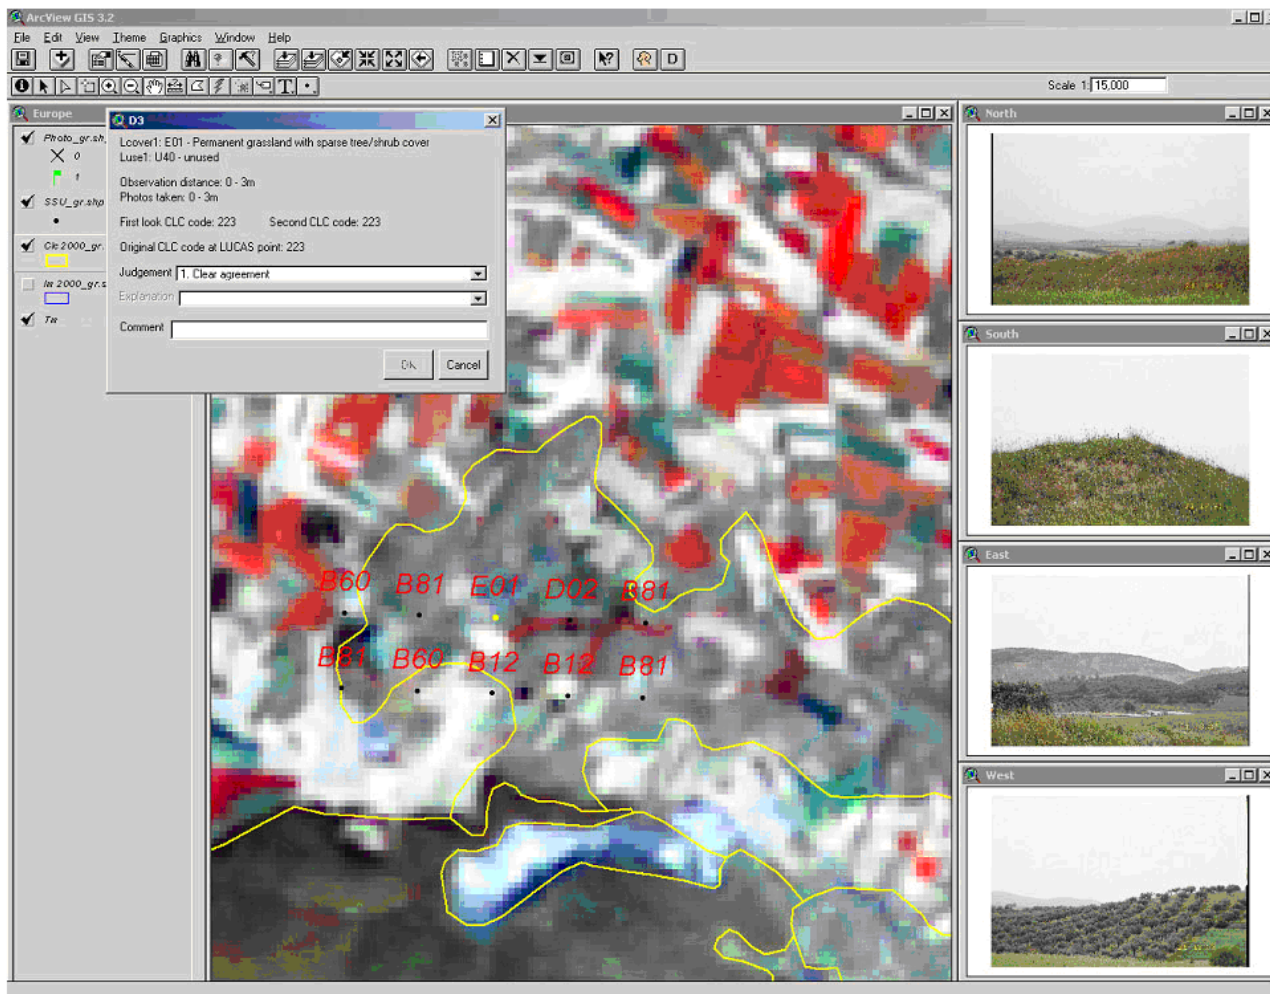 ArcView GIS 3.2
File Edit View Theme Graphics Window Help
D
Scale 1: 15,000
Europe
Photo_gr.sh
0
1
SSU_gr.shp
Clc 2000_gr.
Im 2000_gr.s
D3
Lcover1: E01 - Permanent grassland with sparse tree/shrub cover
Luse1: U40 - unused
Observation distance: 0 - 3m
Photos taken: 0 - 3m
First look CLC code: 223 Second CLC code: 223
Original CLC code at LUCAS point: 223
Judgement 1. Clear agreement
Explanation
Comment
Ok Cancel
B60 B81 E01 D02 B81
B81 B60 B12 B12 B81
North
South
East
West